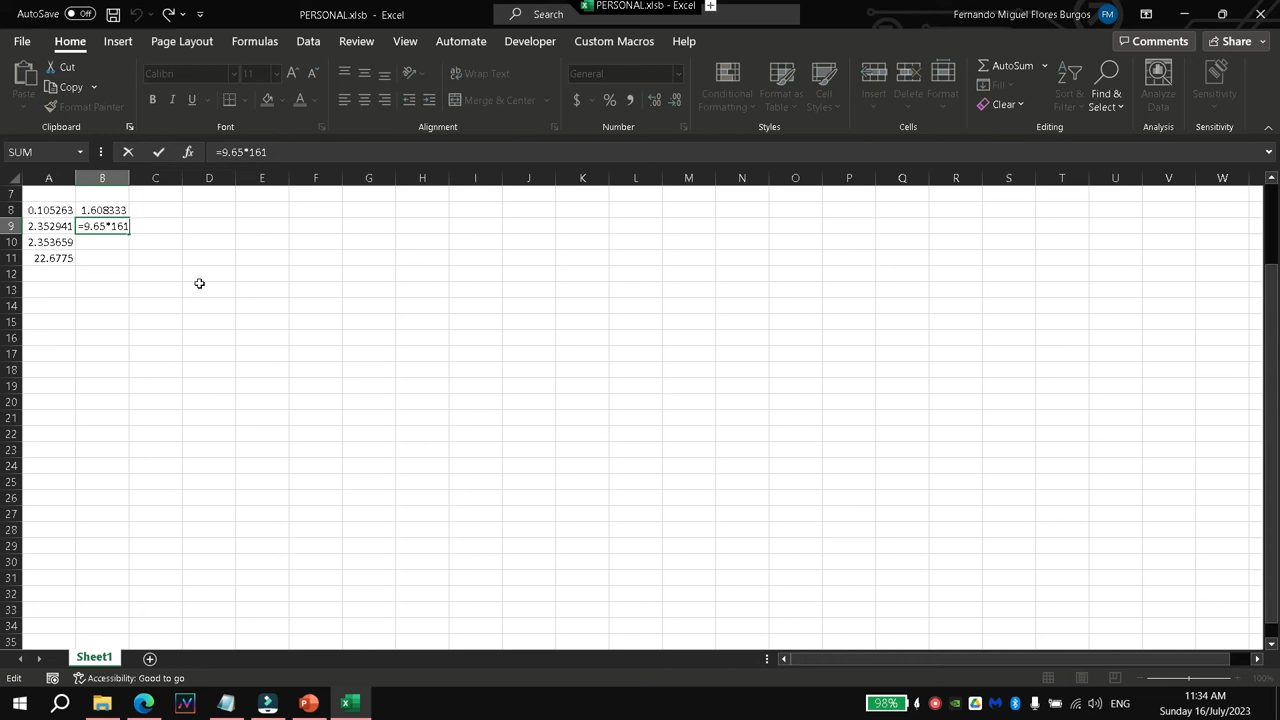 AutoSave Off PERSONAL.xlsb - Excel Search PERSONAL.xlsb - Excel Fernando Miguel Flores Burgos FM
File Home Insert Page Layout Formulas Data Review View Automate Developer Custom Macros Help Comments Share
Paste Cut Copy Format Painter
Calibri 11 B I U A
Wrap Text Merge & Center
General $ % ,
Conditional Formatting Format as Table Cell Styles
Insert Delete Format
AutoSum Fill Clear Sort & Filter Find & Select
Analyze Data Sensitivity
Clipboard Font Alignment Number Styles Cells Editing Analysis Sensitivity
SUM fx =9.65*161
A B C D E F G H I J K L M N O P Q R S T U V W
7
8 0.105263 1.608333
9 2.352941 =9.65*161
10 2.353659
11 22.6775
12
13
14
15
16
17
18
19
20
21
22
23
24
25
26
27
28
29
30
31
32
33
34
35
Sheet1
Edit Accessibility: Good to go 100%
98% ENG 11:34 AM
Sunday 16/July/2023